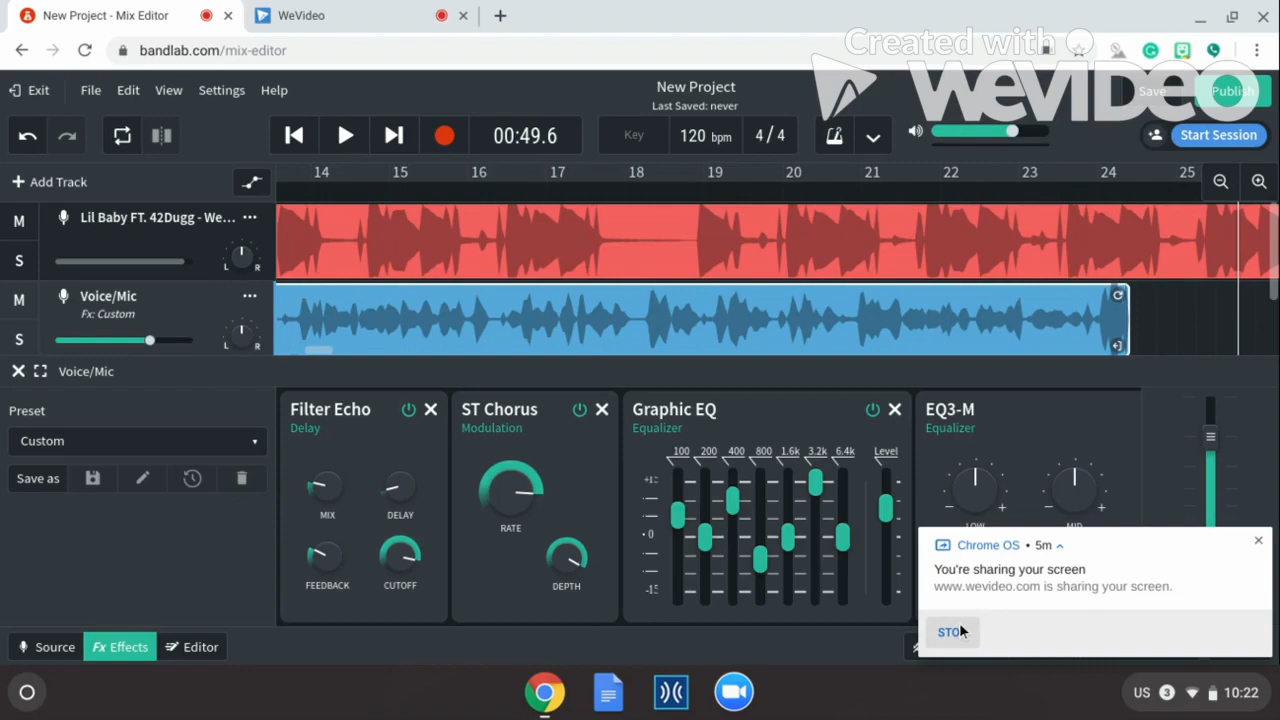 New Project - Mix Editor
WeVideo
bandlab.com/mix-editor
Created with
WEVIDEO
Exit
File
Edit
View
Settings
Help
New Project
Last Saved: never
Save
Publish
00:49.6
Key
120 bpm
4 / 4
Start Session
Add Track
14 15 16 17 18 19 20 21 22 23 24 25
M
Lil Baby FT. 42Dugg - We...
S
L R
M
Voice/Mic
Fx: Custom
S
L R
Voice/Mic
Preset
Custom
Save as
Filter Echo
Delay
MIX
DELAY
FEEDBACK
CUTOFF
ST Chorus
Modulation
RATE
DEPTH
Graphic EQ
Equalizer
100 200 400 800 1.6k 3.2k 6.4k Level
0
EQ3-M
Equalizer
Chrome OS • 5m
You're sharing your screen
www.wevideo.com is sharing your screen.
Source
Fx Effects
Editor
US 3 10:22